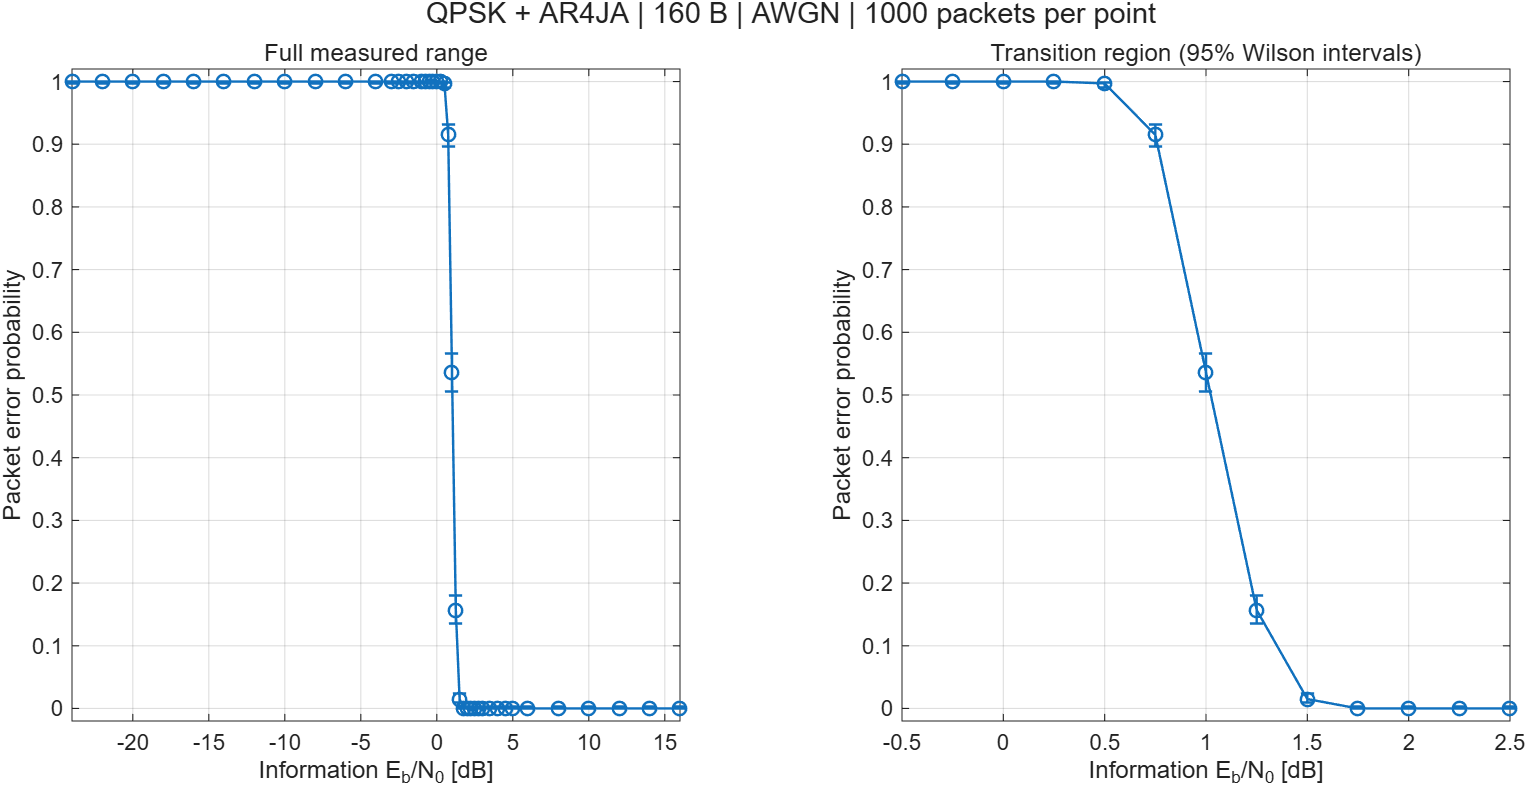 QPSK + AR4JA | 160 B | AWGN | 1000 packets per point
Full measured range
Packet error probability
1
0.9
0.8
0.7
0.6
0.5
0.4
0.3
0.2
0.1
0
-20 -15 -10 -5 0 5 10 15
Information E_b/N_0 [dB]
Transition region (95% Wilson intervals)
Packet error probability
1
0.9
0.8
0.7
0.6
0.5
0.4
0.3
0.2
0.1
0
-0.5 0 0.5 1 1.5 2 2.5
Information E_b/N_0 [dB]